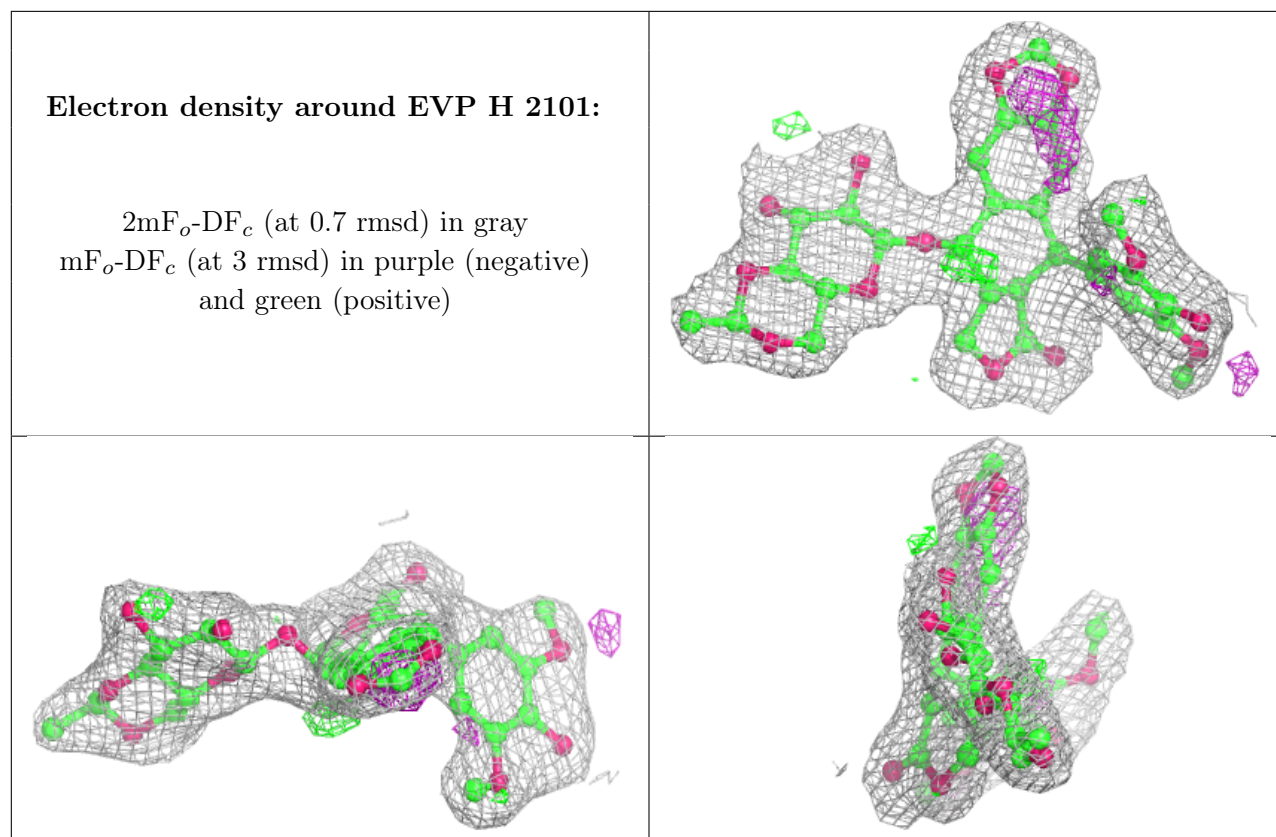 Electron density around EVP H 2101:
2mFo-DFc (at 0.7 rmsd) in gray
mFo-DFc (at 3 rmsd) in purple (negative)
and green (positive)